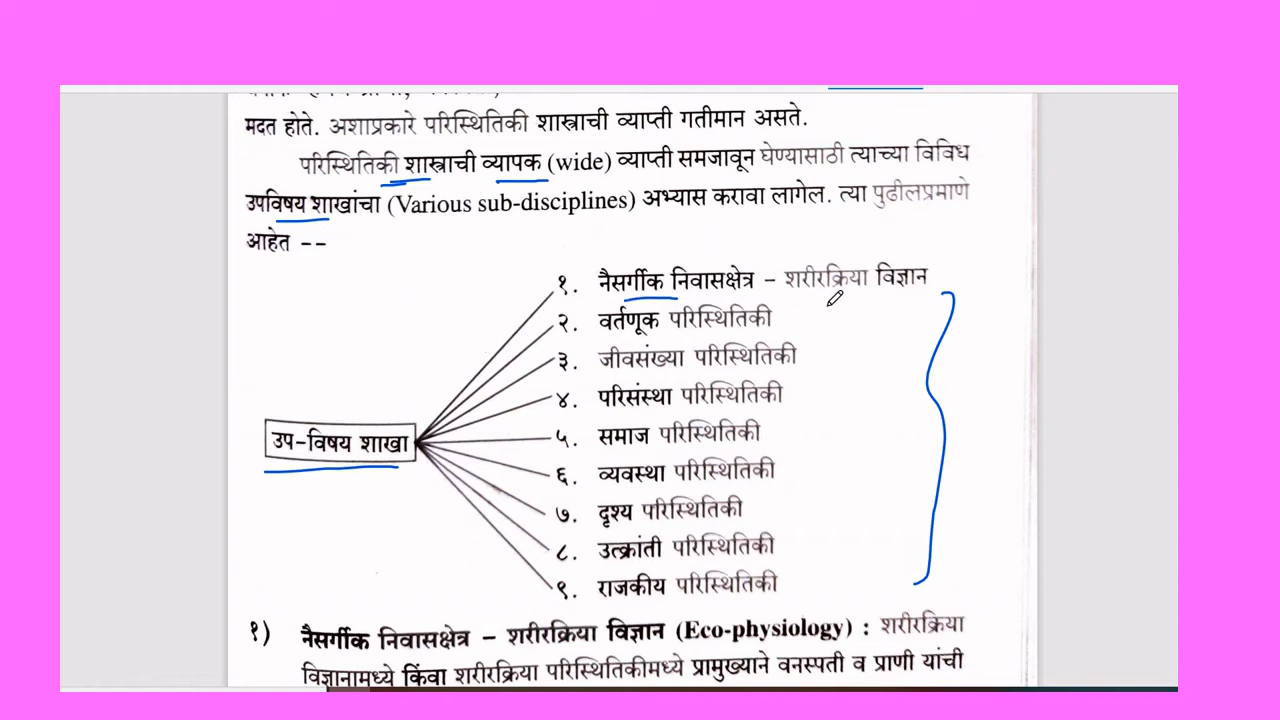 मदत होते. अशाप्रकारे परिस्थितिकी शास्त्राची व्याप्ती गतीमान असते.
परिस्थितिकी शास्त्राची व्यापक (wide) व्याप्ती समजावून घेण्यासाठी त्याच्या विविध
उपविषय शाखांचा (Various sub-disciplines) अभ्यास करावा लागेल. त्या पुढीलप्रमाणे
आहेत --
१. नैसर्गीक निवासक्षेत्र - शरीरक्रिया विज्ञान
२. वर्तणूक परिस्थितिकी
३. जीवसंख्या परिस्थितिकी
४. परिसंस्था परिस्थितिकी
उप-विषय शाखा
५. समाज परिस्थितिकी
६. व्यवस्था परिस्थितिकी
७. दृश्य परिस्थितिकी
८. उत्क्रांती परिस्थितिकी
९. राजकीय परिस्थितिकी
१) नैसर्गीक निवासक्षेत्र – शरीरक्रिया विज्ञान (Eco-physiology) : शरीरक्रिया
विज्ञानामध्ये किंवा शरीरक्रिया परिस्थितिकीमध्ये प्रामुख्याने वनस्पती व प्राणी यांची